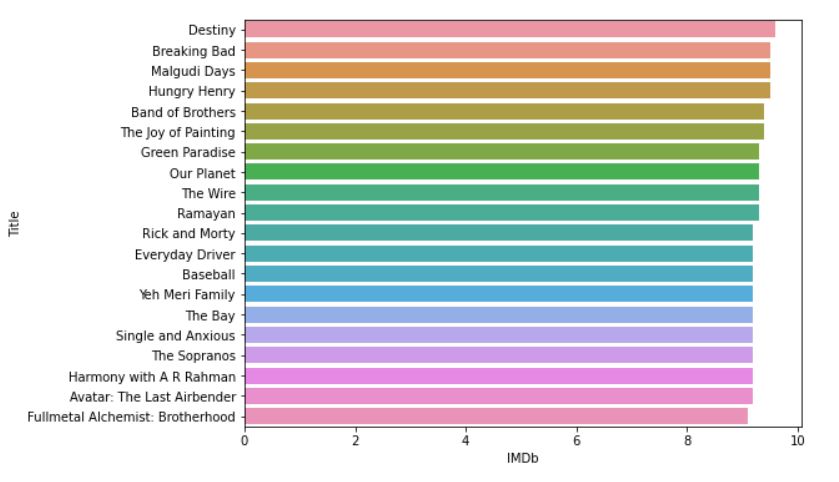 Title
Destiny
Breaking Bad
Malgudi Days
Hungry Henry
Band of Brothers
The Joy of Painting
Green Paradise
Our Planet
The Wire
Ramayan
Rick and Morty
Everyday Driver
Baseball
Yeh Meri Family
The Bay
Single and Anxious
The Sopranos
Harmony with A R Rahman
Avatar: The Last Airbender
Fullmetal Alchemist: Brotherhood
0 2 4 6 8 10
IMDb